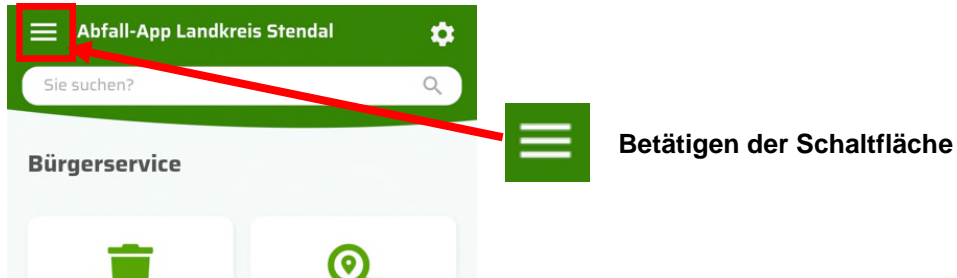 Abfall-App Landkreis Stendal
Sie suchen?
Betätigen der Schaltfläche
Bürgerservice